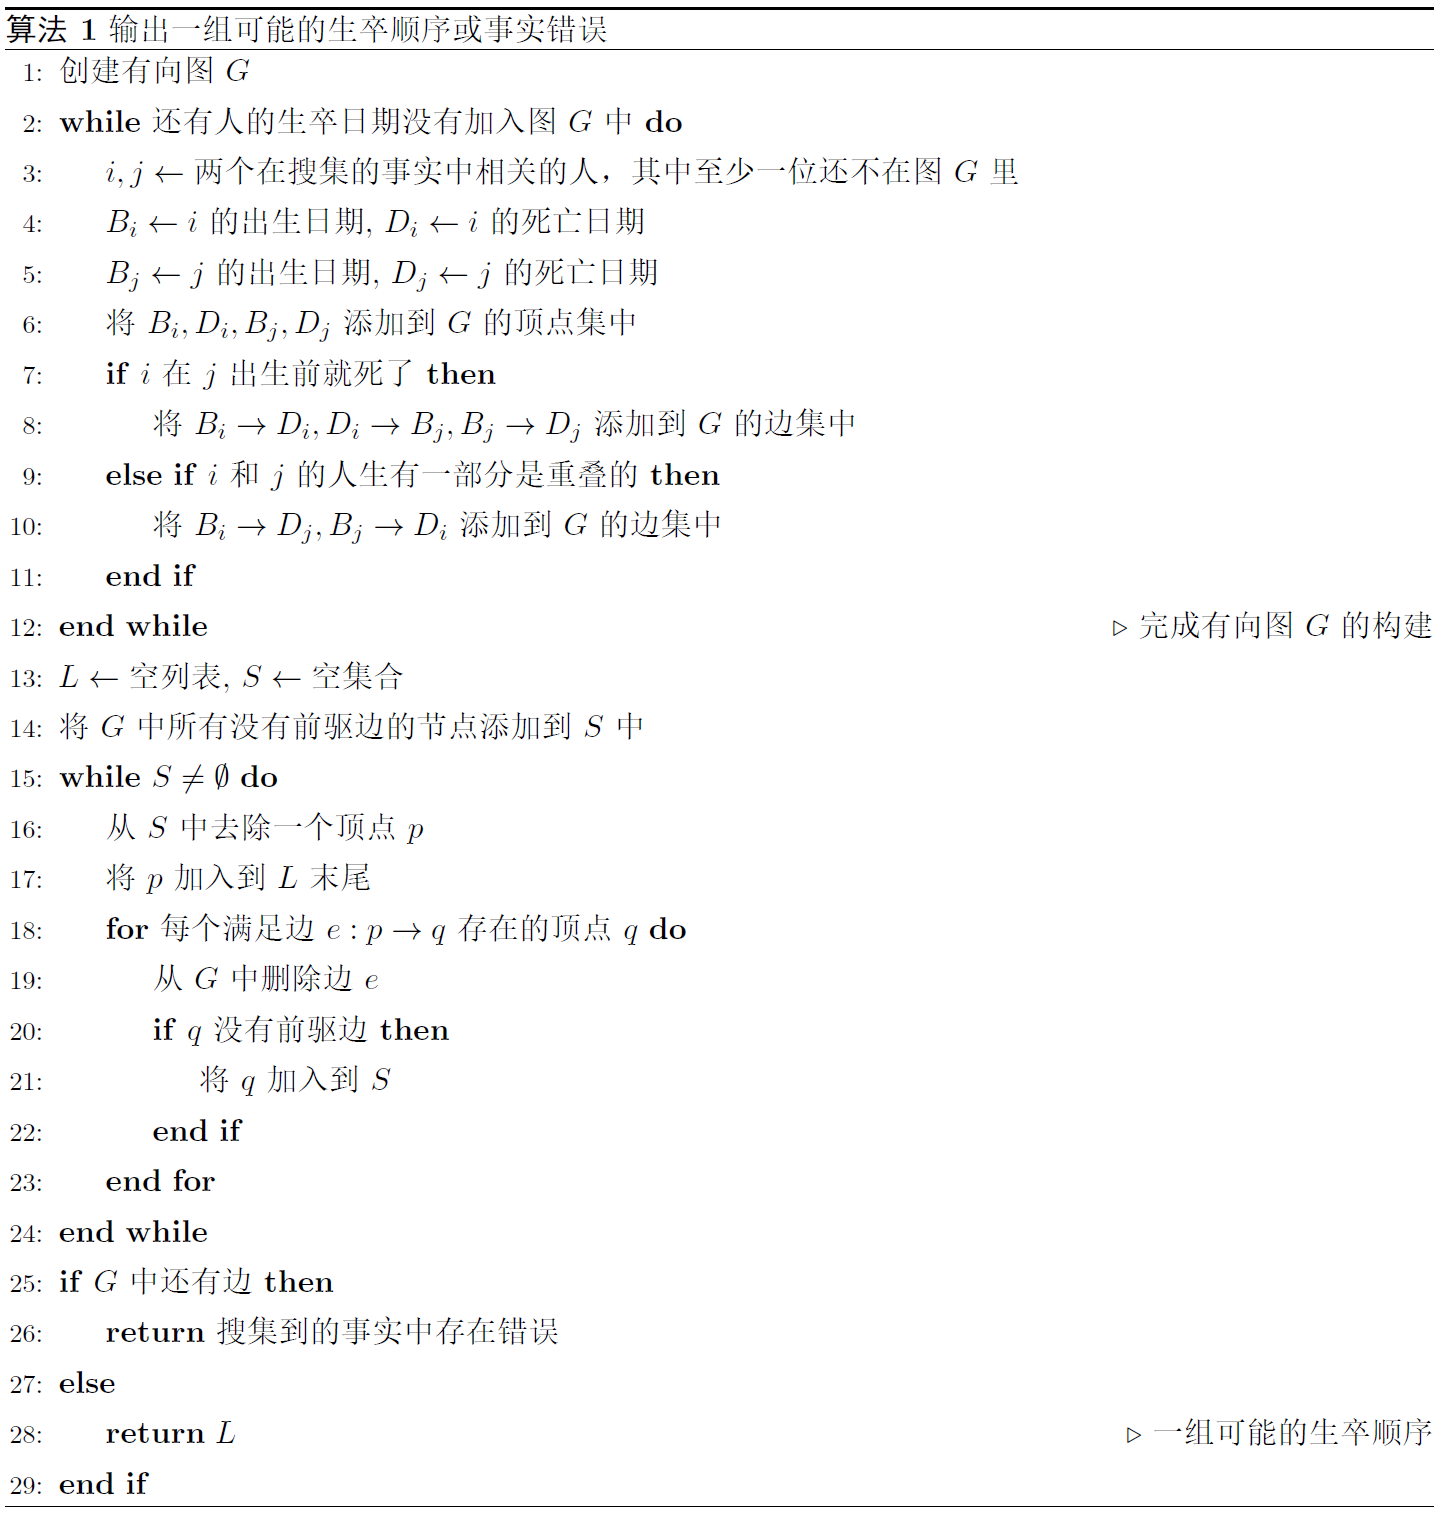 算法 1 输出一组可能的生卒顺序或事实错误
1: 创建有向图 G
2: while 还有人的生卒日期没有加入图 G 中 do
3: i, j ← 两个在搜集的事实中相关的人，其中至少一位还不在图 G 里
4: B_i ← i 的出生日期, D_i ← i 的死亡日期
5: B_j ← j 的出生日期, D_j ← j 的死亡日期
6: 将 B_i, D_i, B_j, D_j 添加到 G 的顶点集中
7: if i 在 j 出生前就死了 then
8: 将 B_i → D_i, D_i → B_j, B_j → D_j 添加到 G 的边集中
9: else if i 和 j 的人生有一部分是重叠的 then
10: 将 B_i → D_j, B_j → D_i 添加到 G 的边集中
11: end if
12: end while ▷ 完成有向图 G 的构建
13: L ← 空列表, S ← 空集合
14: 将 G 中所有没有前驱边的节点添加到 S 中
15: while S ≠ ∅ do
16: 从 S 中去除一个顶点 p
17: 将 p 加入到 L 末尾
18: for 每个满足边 e : p → q 存在的顶点 q do
19: 从 G 中删除边 e
20: if q 没有前驱边 then
21: 将 q 加入到 S
22: end if
23: end for
24: end while
25: if G 中还有边 then
26: return 搜集到的事实中存在错误
27: else
28: return L ▷ 一组可能的生卒顺序
29: end if